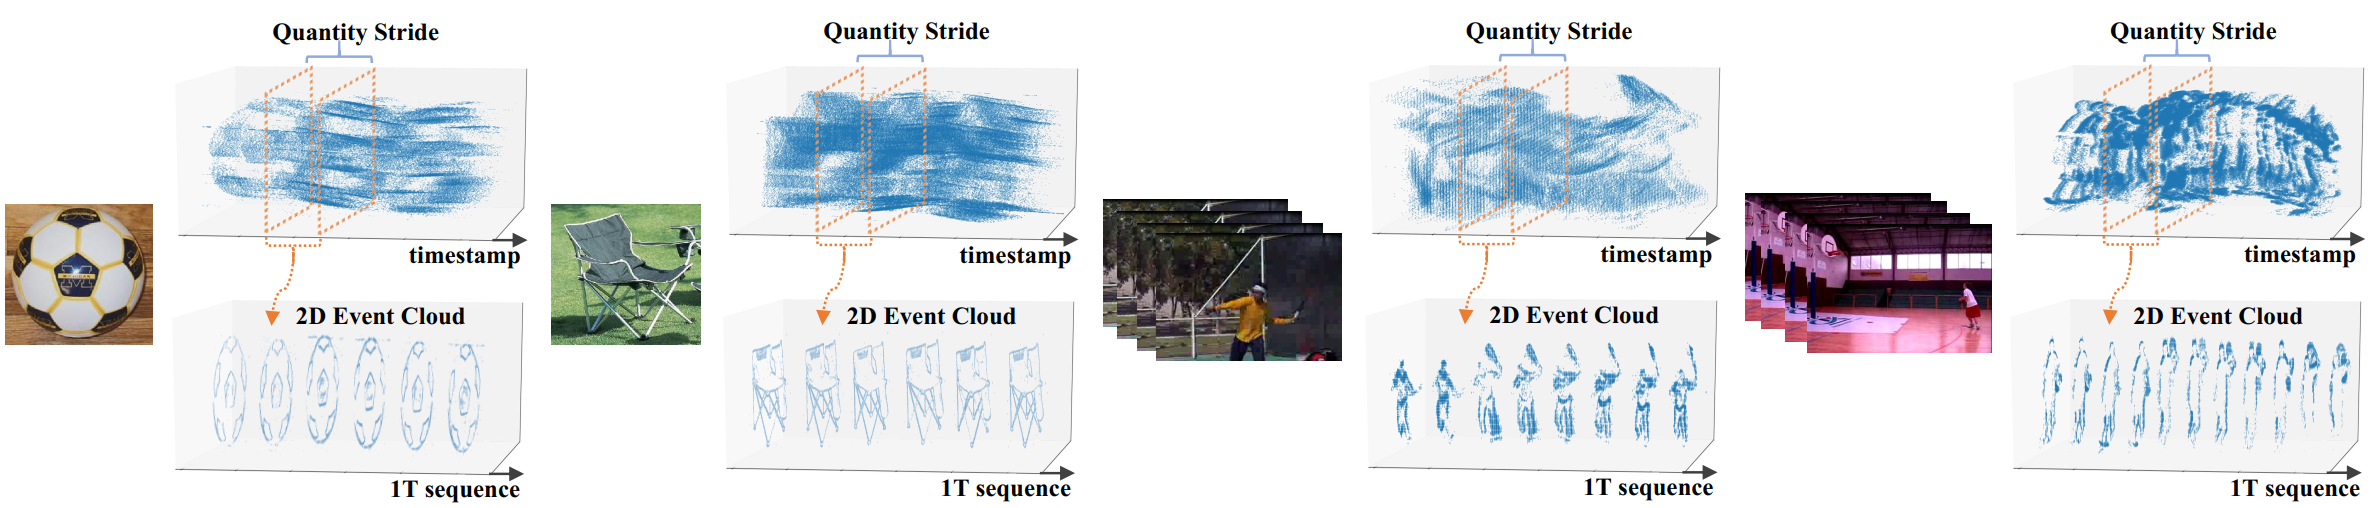 Quantity Stride
timestamp
2D Event Cloud
1T sequence
Quantity Stride
timestamp
2D Event Cloud
1T sequence
Quantity Stride
timestamp
2D Event Cloud
1T sequence
Quantity Stride
timestamp
2D Event Cloud
1T sequence